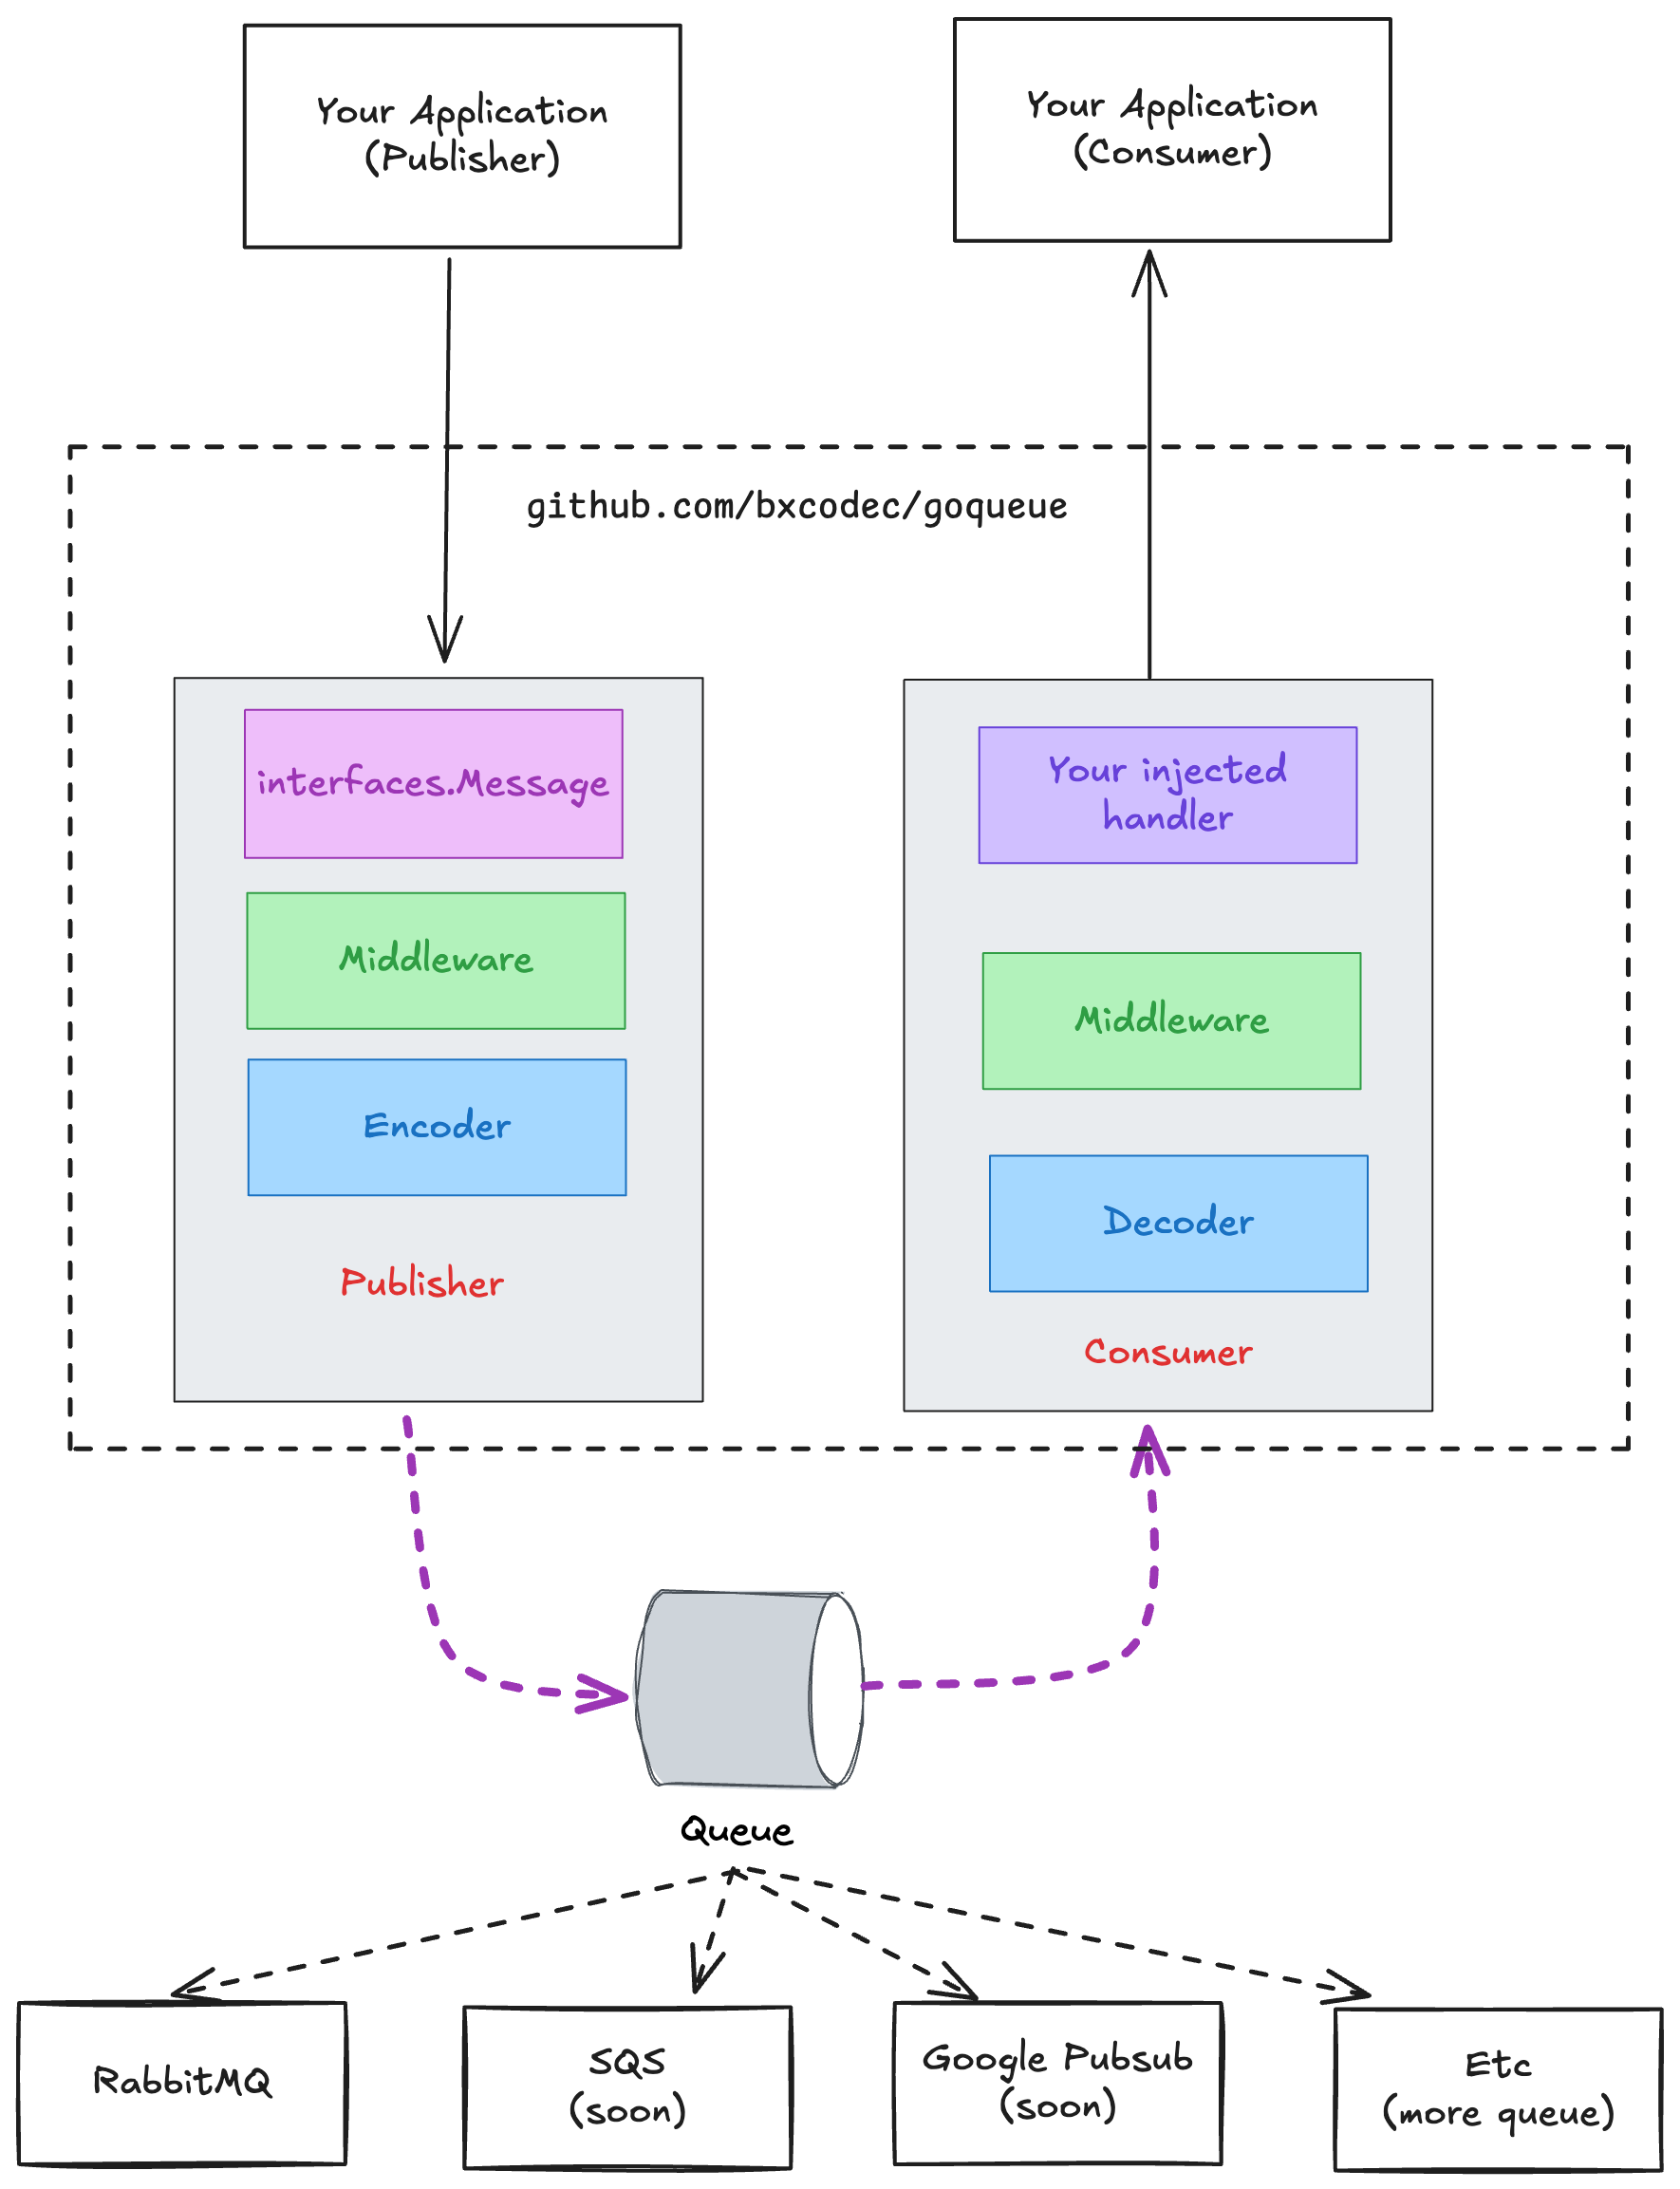 Your Application
(Publisher)
Your Application
(Consumer)
github.com/bxcodec/goqueue
interfaces.Message
Middleware
Encoder
Publisher
Your injected
handler
Middleware
Decoder
Consumer
Queue
RabbitMQ
SQS
(soon)
Google Pubsub
(soon)
Etc
(more queue)